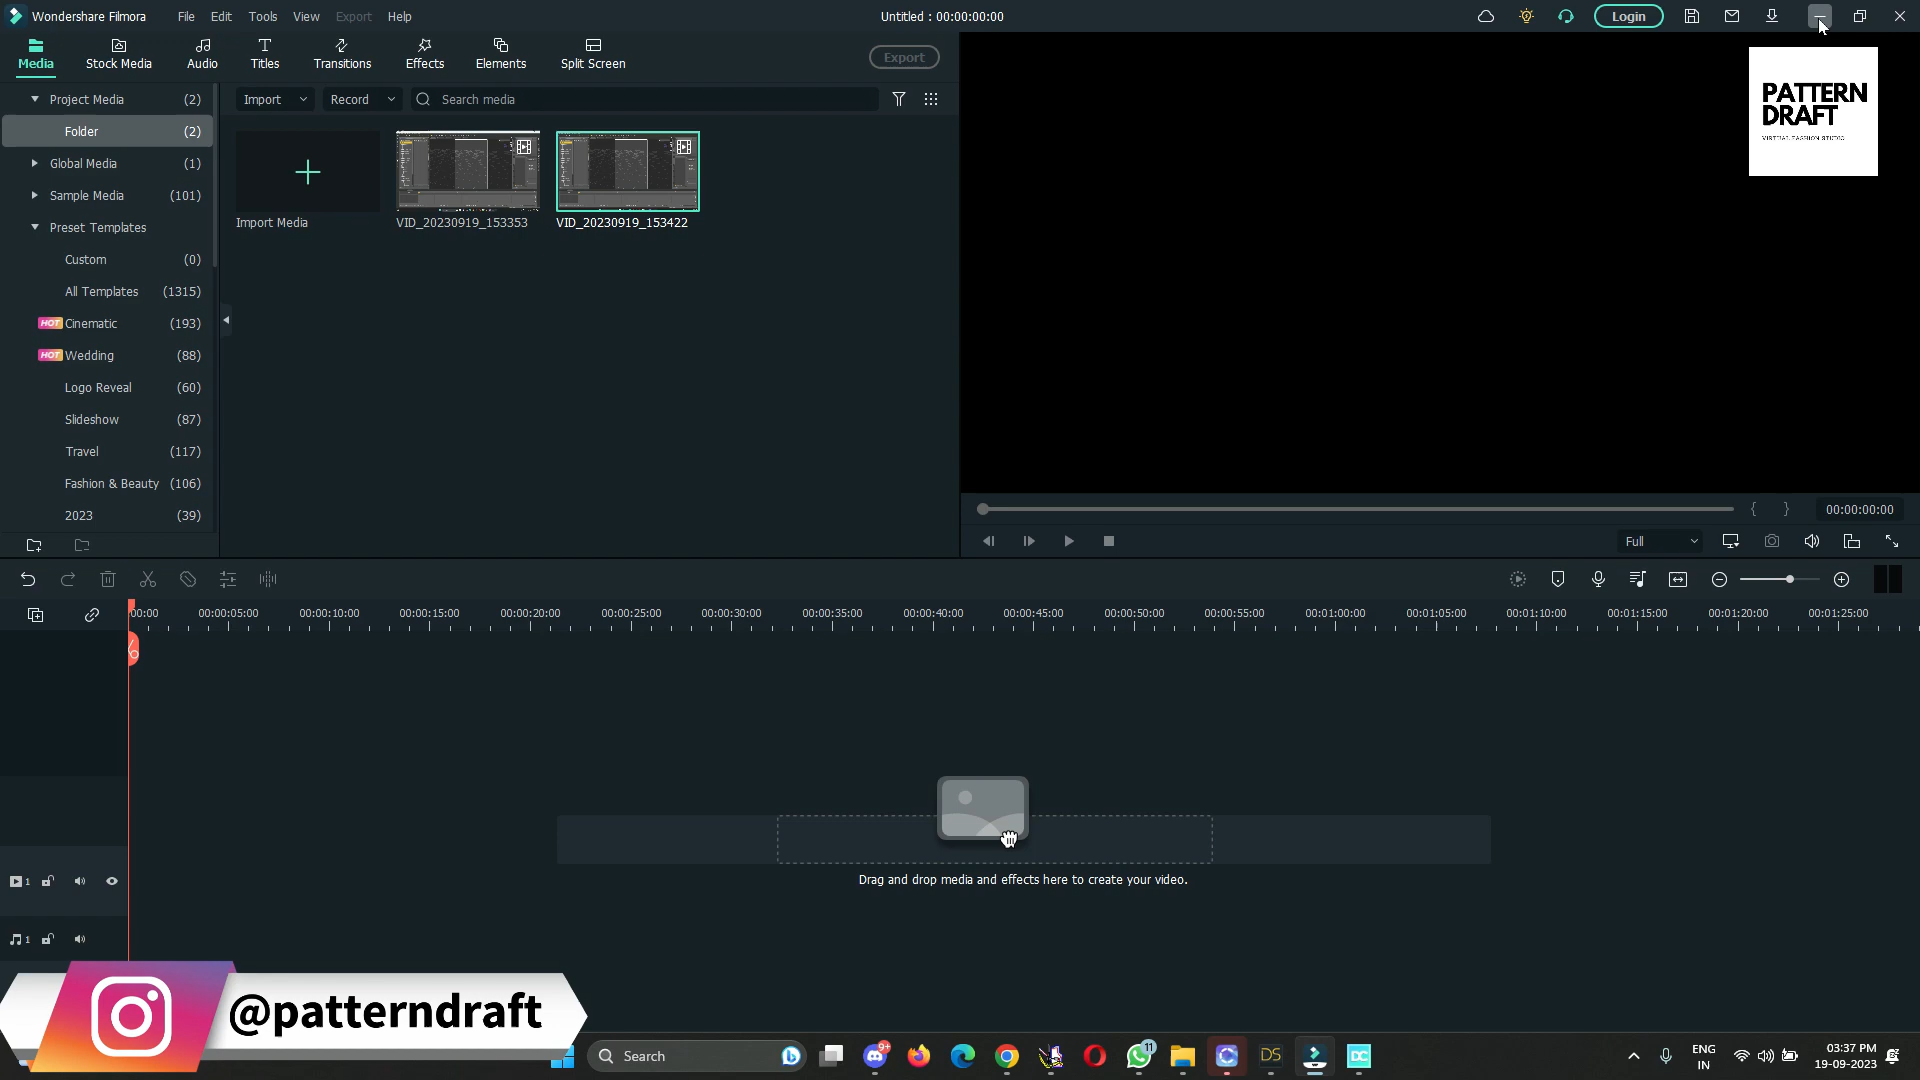 Wondershare Filmora File Edit Tools View Export Help Untitled : 00:00:00:00 Login
Media Stock Media Audio Titles Transitions Effects Elements Split Screen Export
Project Media (2)
Folder (2)
Global Media (1)
Sample Media (101)
Preset Templates
Custom (0)
All Templates (1315)
HOT Cinematic (193)
HOT Wedding (88)
Logo Reveal (60)
Slideshow (87)
Travel (117)
Fashion & Beauty (106)
2023 (39)
Import Record Search media
Import Media VID_20230919_153353 VID_20230919_153422
PATTERN
DRAFT
VIRTUAL FASHION STUDIO
00:00:00:00
Full
00:00 00:00:05:00 00:00:10:00 00:00:15:00 00:00:20:00 00:00:25:00 00:00:30:00 00:00:35:00 00:00:40:00 00:00:45:00 00:00:50:00 00:00:55:00 00:01:00:00 00:01:05:00 00:01:10:00 00:01:15:00 00:01:20:00 00:01:25:00
Drag and drop media and effects here to create your video.
1
1
@patterndraft
Search 9+ 11 DS DC
ENG
IN
03:37 PM
19-09-2023